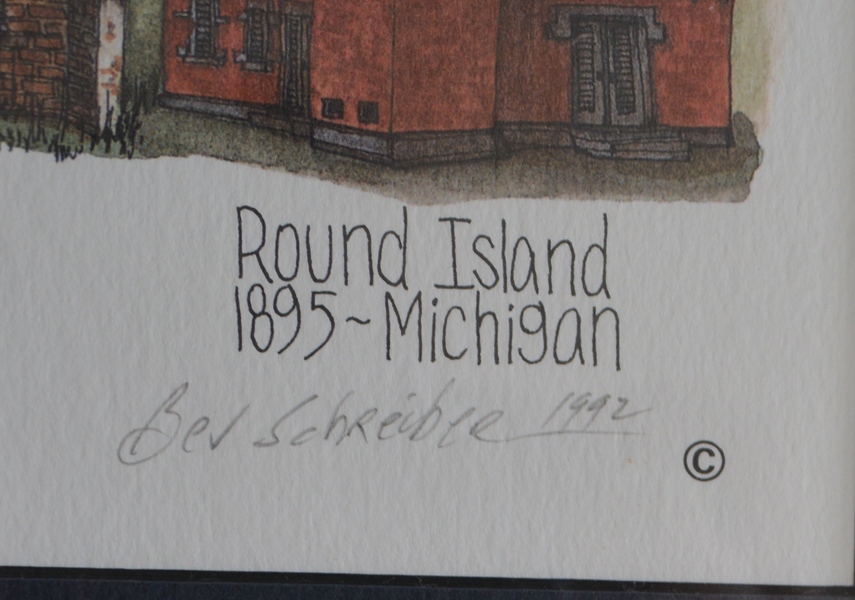 Round Island
1895~Michigan
Bev Schreiber 1992
©